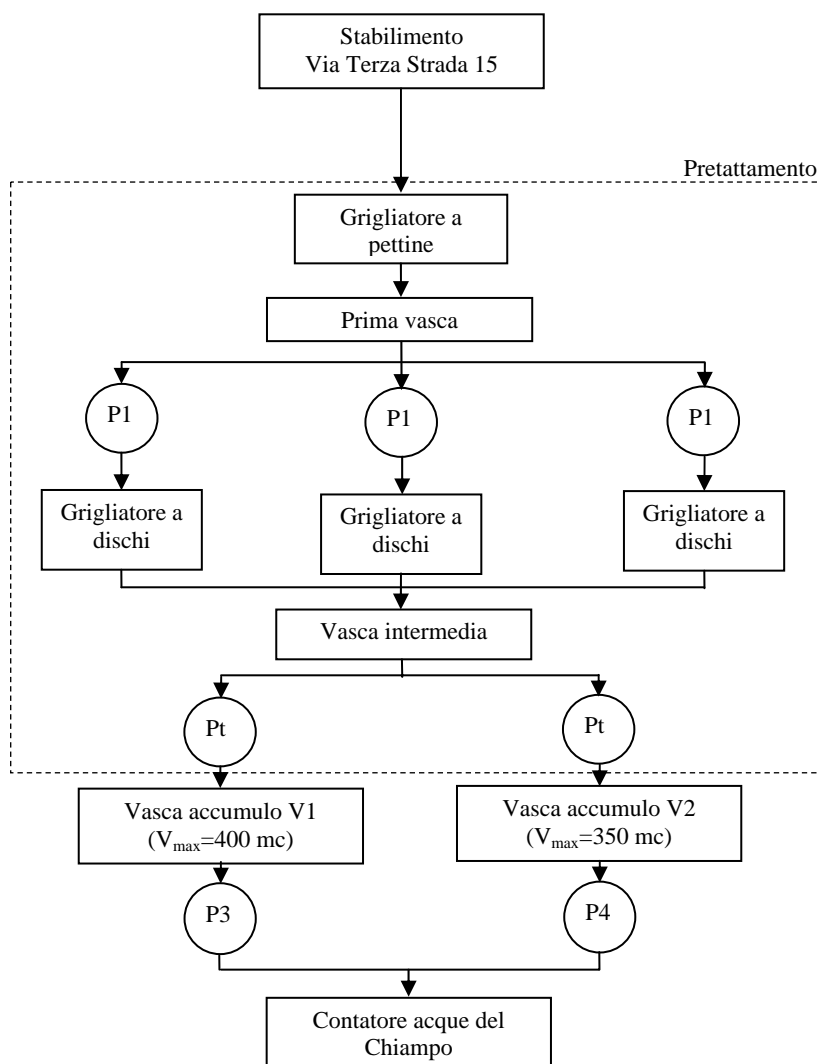 Stabilimento
Via Terza Strada 15
Pretattamento
Grigliatore a
pettine
Prima vasca
P1
P1
P1
Grigliatore a
dischi
Grigliatore a
dischi
Grigliatore a
dischi
Vasca intermedia
Pt
Pt
Vasca accumulo V1
(Vmax=400 mc)
Vasca accumulo V2
(Vmax=350 mc)
P3
P4
Contatore acque del
Chiampo